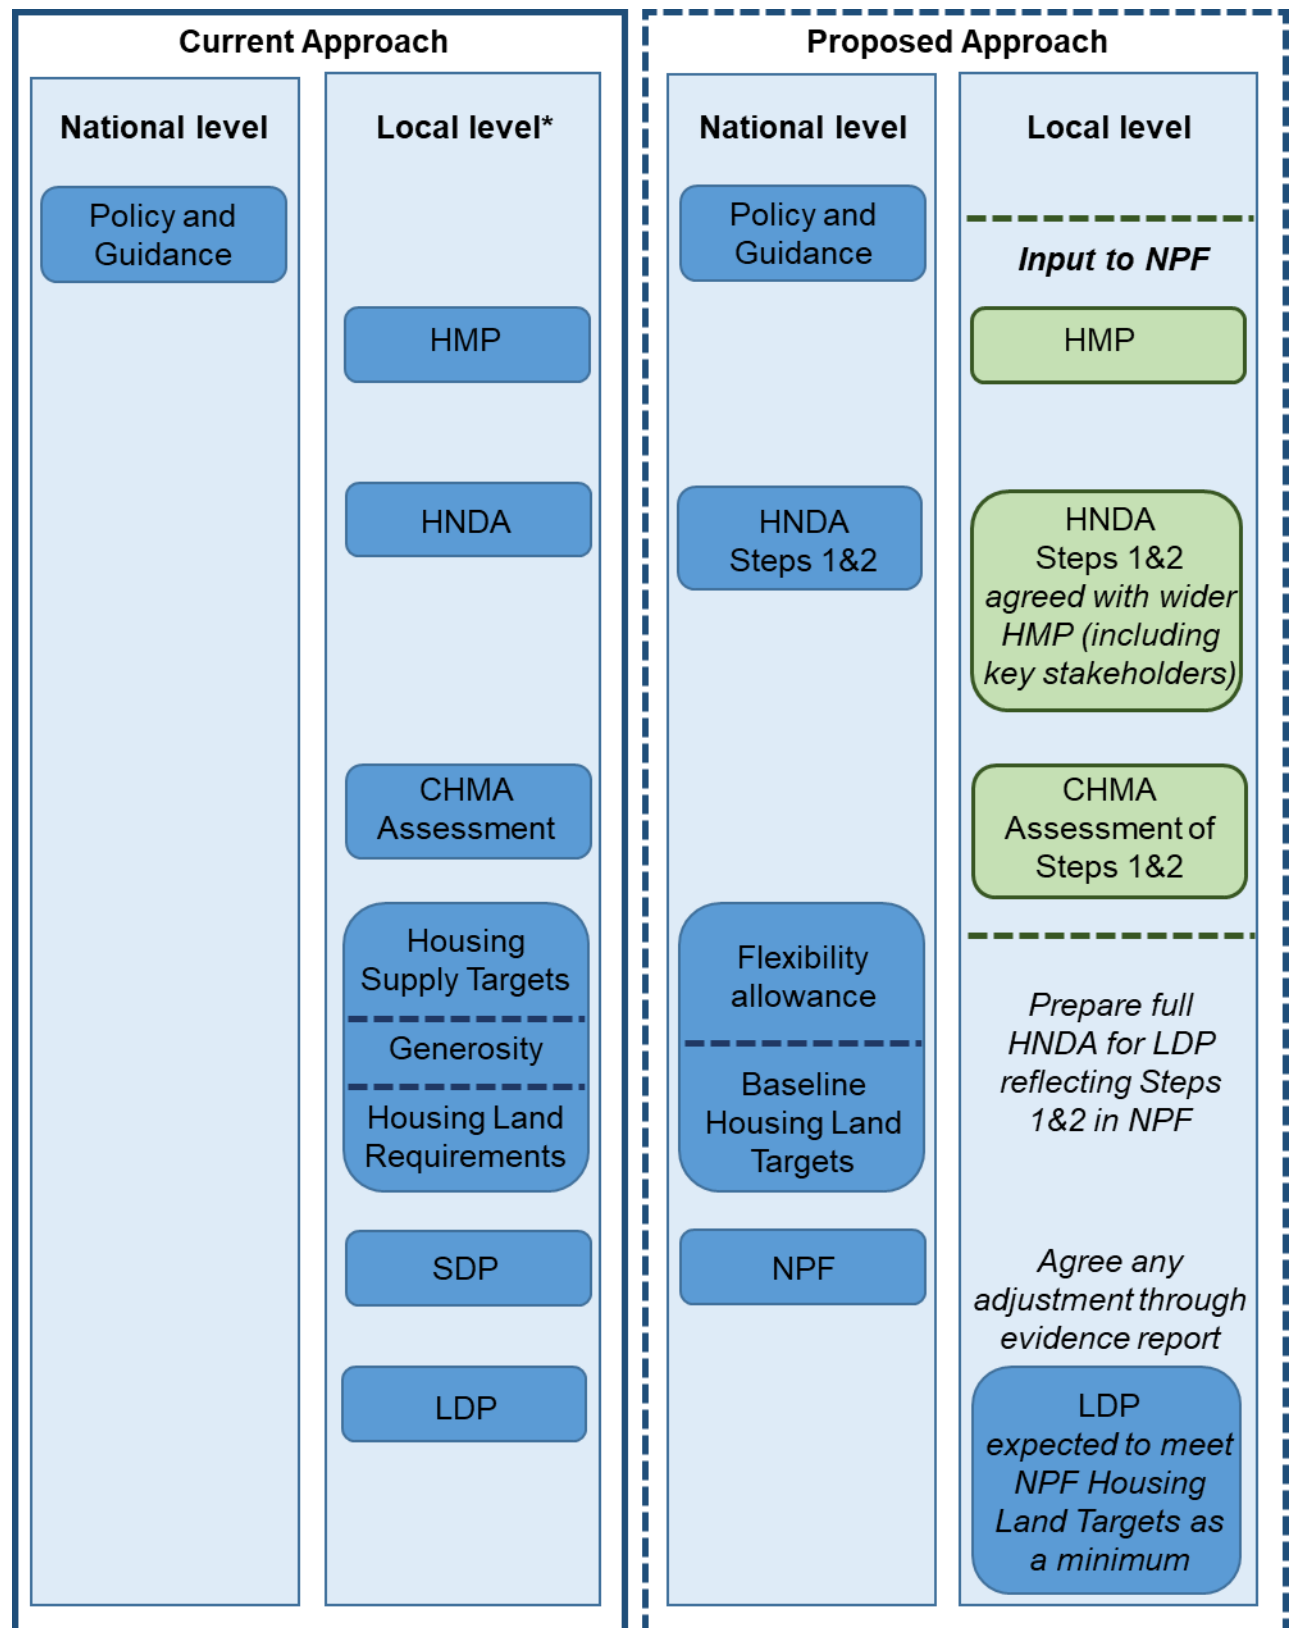 Current Approach
National level
Policy and
Guidance
Local level*
HMP
HNDA
CHMA
Assessment
Housing
Supply Targets
Generosity
Housing Land
Requirements
SDP
LDP
Proposed Approach
National level
Policy and
Guidance
HNDA
Steps 1&2
Flexibility
allowance
Baseline
Housing Land
Targets
NPF
Local level
Input to NPF
HMP
HNDA
Steps 1&2
agreed with wider
HMP (including
key stakeholders)
CHMA
Assessment of
Steps 1&2
Prepare full
HNDA for LDP
reflecting Steps
1&2 in NPF
Agree any
adjustment through
evidence report
LDP
expected to meet
NPF Housing
Land Targets as
a minimum